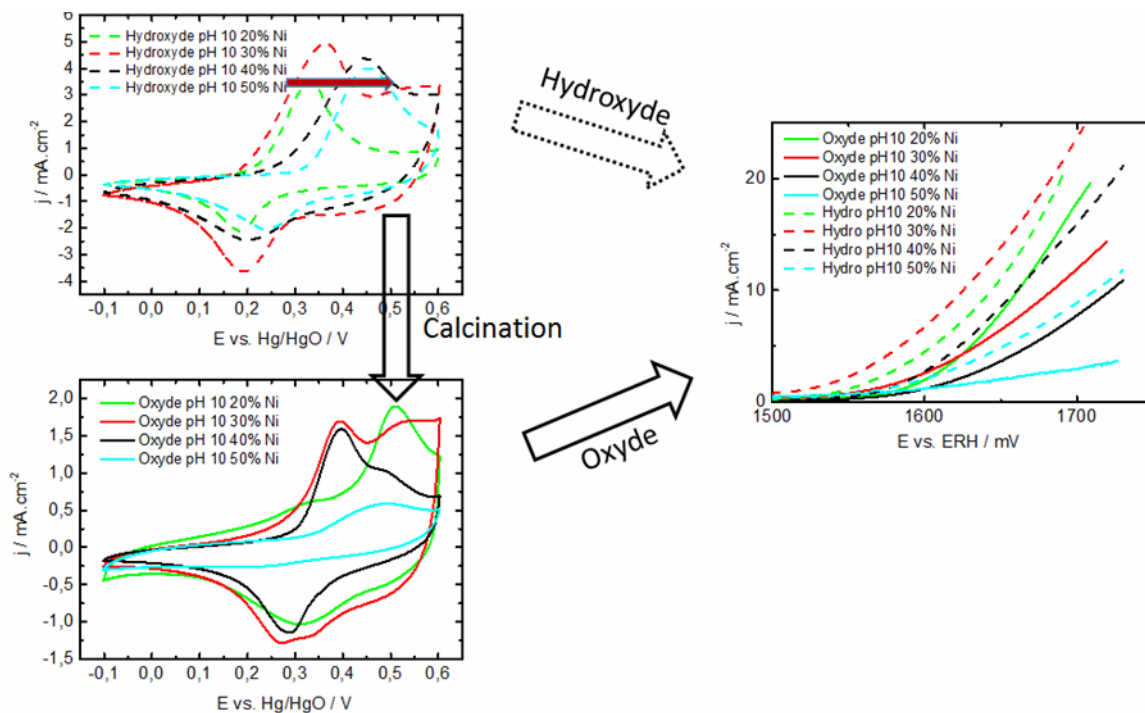 6
5
4
3
2
1
0
-1
-2
-3
-4
j / mA.cm-2
Hydroxyde pH 10 20% Ni
Hydroxyde pH 10 30% Ni
Hydroxyde pH 10 40% Ni
Hydroxyde pH 10 50% Ni
-0,1 0,0 0,1 0,2 0,3 0,4 0,5 0,6
E vs. Hg/HgO / V
Hydroxyde
Calcination
2,0
1,5
1,0
0,5
0,0
-0,5
-1,0
-1,5
j / mA.cm-2
Oxyde pH 10 20% Ni
Oxyde pH 10 30% Ni
Oxyde pH 10 40% Ni
Oxyde pH 10 50% Ni
-0,1 0,0 0,1 0,2 0,3 0,4 0,5 0,6
E vs. Hg/HgO / V
Oxyde
20
10
0
j / mA.cm-2
Oxyde pH10 20% Ni
Oxyde pH10 30% Ni
Oxyde pH10 40% Ni
Oxyde pH10 50% Ni
Hydro pH10 20% Ni
Hydro pH10 30% Ni
Hydro pH10 40% Ni
Hydro pH10 50% Ni
1500 1600 1700
E vs. ERH / mV